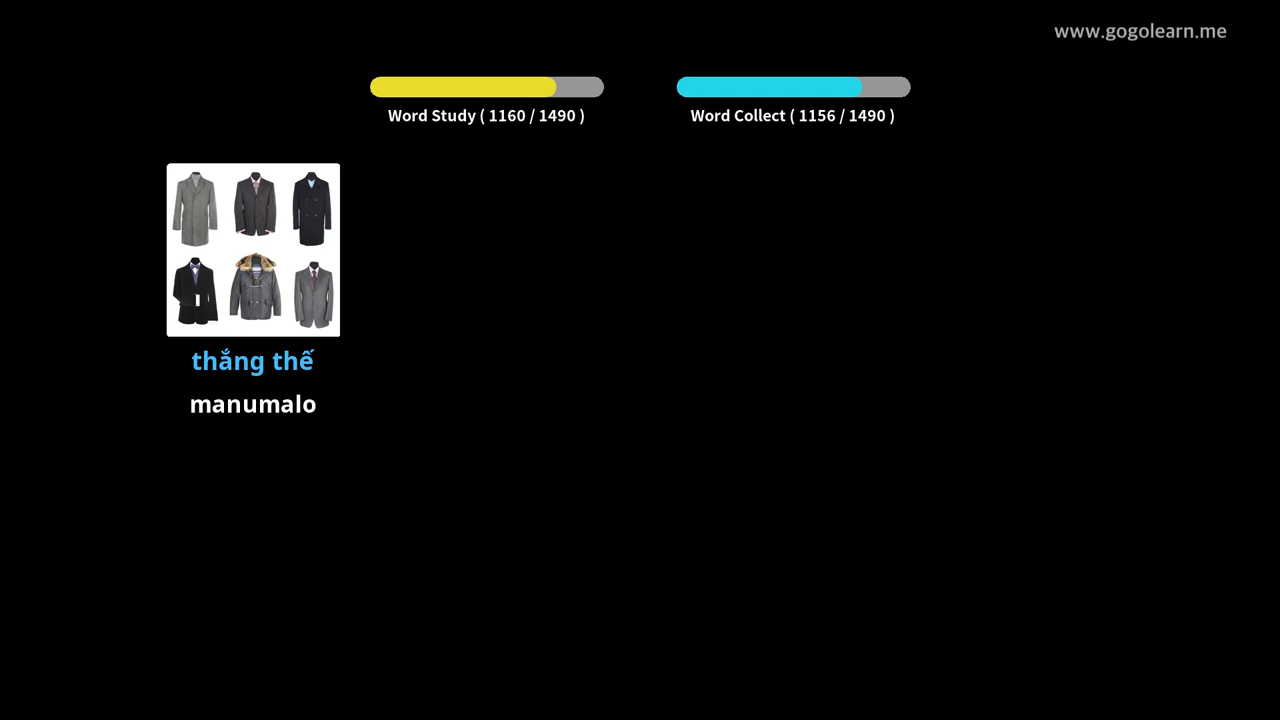 www.gogolearn.me
Word Study ( 1160 / 1490 )
Word Collect ( 1156 / 1490 )
thắng thế
manumalo